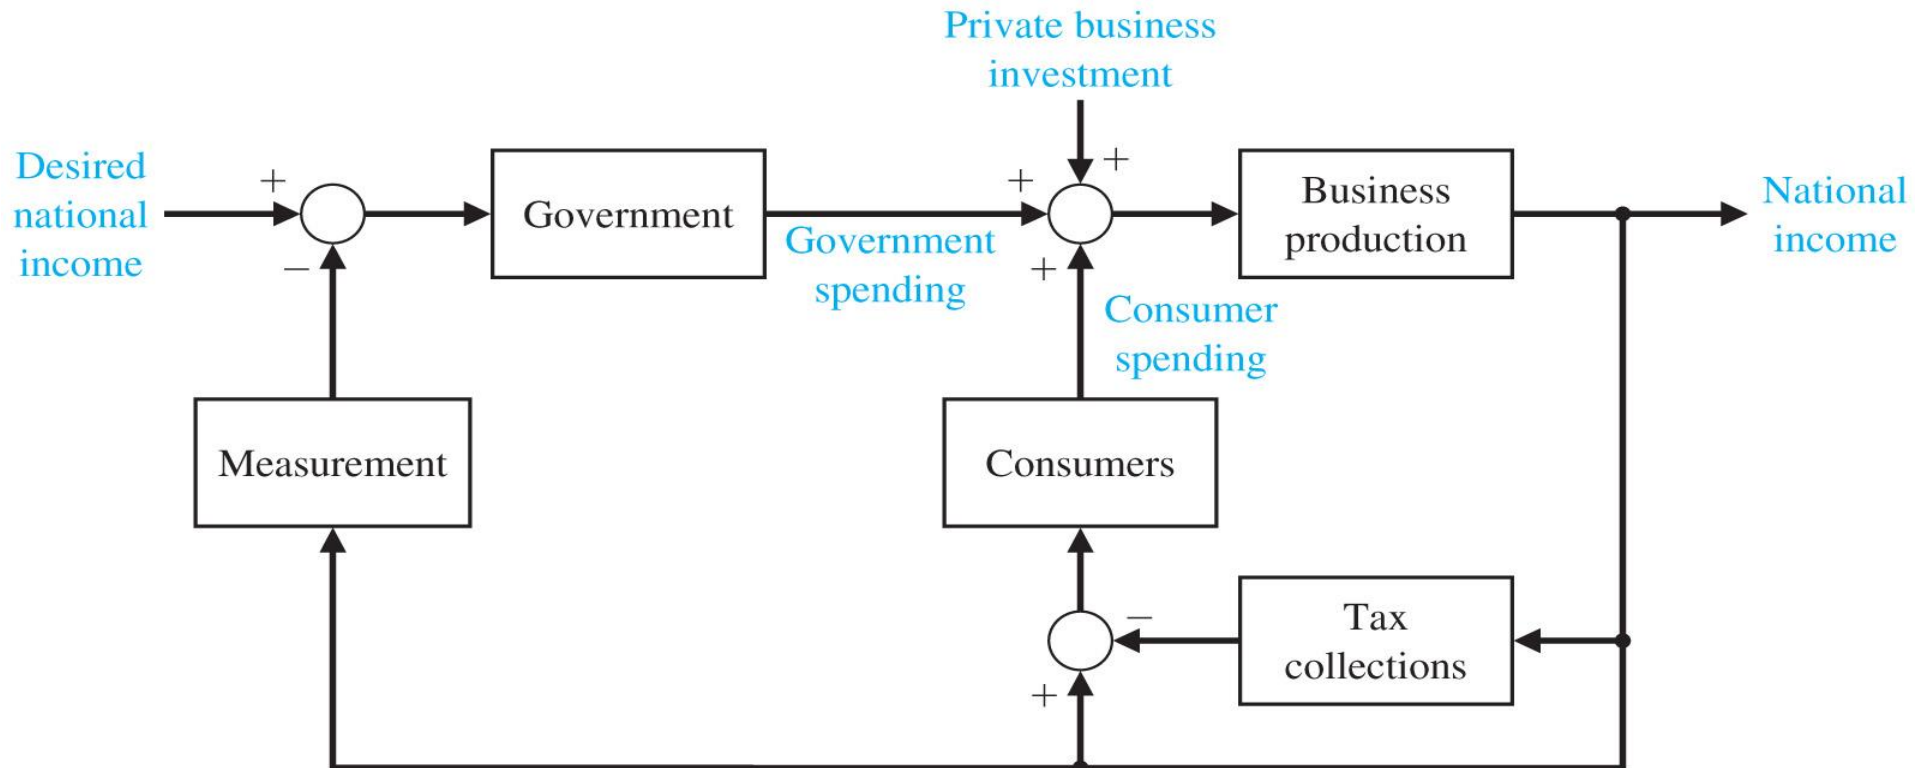 Private business
investment
Desired
national
income
+
−
Government
Government
spending
+
+
+
Business
production
National
income
Consumer
spending
Measurement
Consumers
−
+
Tax
collections